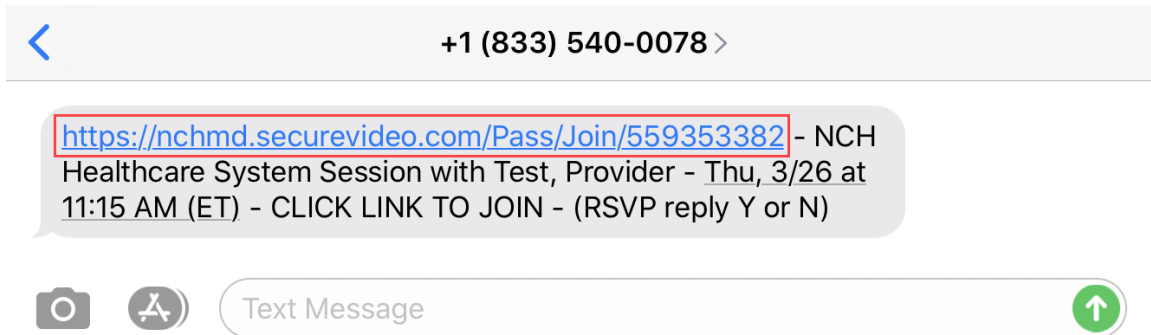 +1 (833) 540-0078
https://nchmd.securevideo.com/Pass/Join/559353382 - NCH
Healthcare System Session with Test, Provider - Thu, 3/26 at
11:15 AM (ET) - CLICK LINK TO JOIN - (RSVP reply Y or N)
Text Message